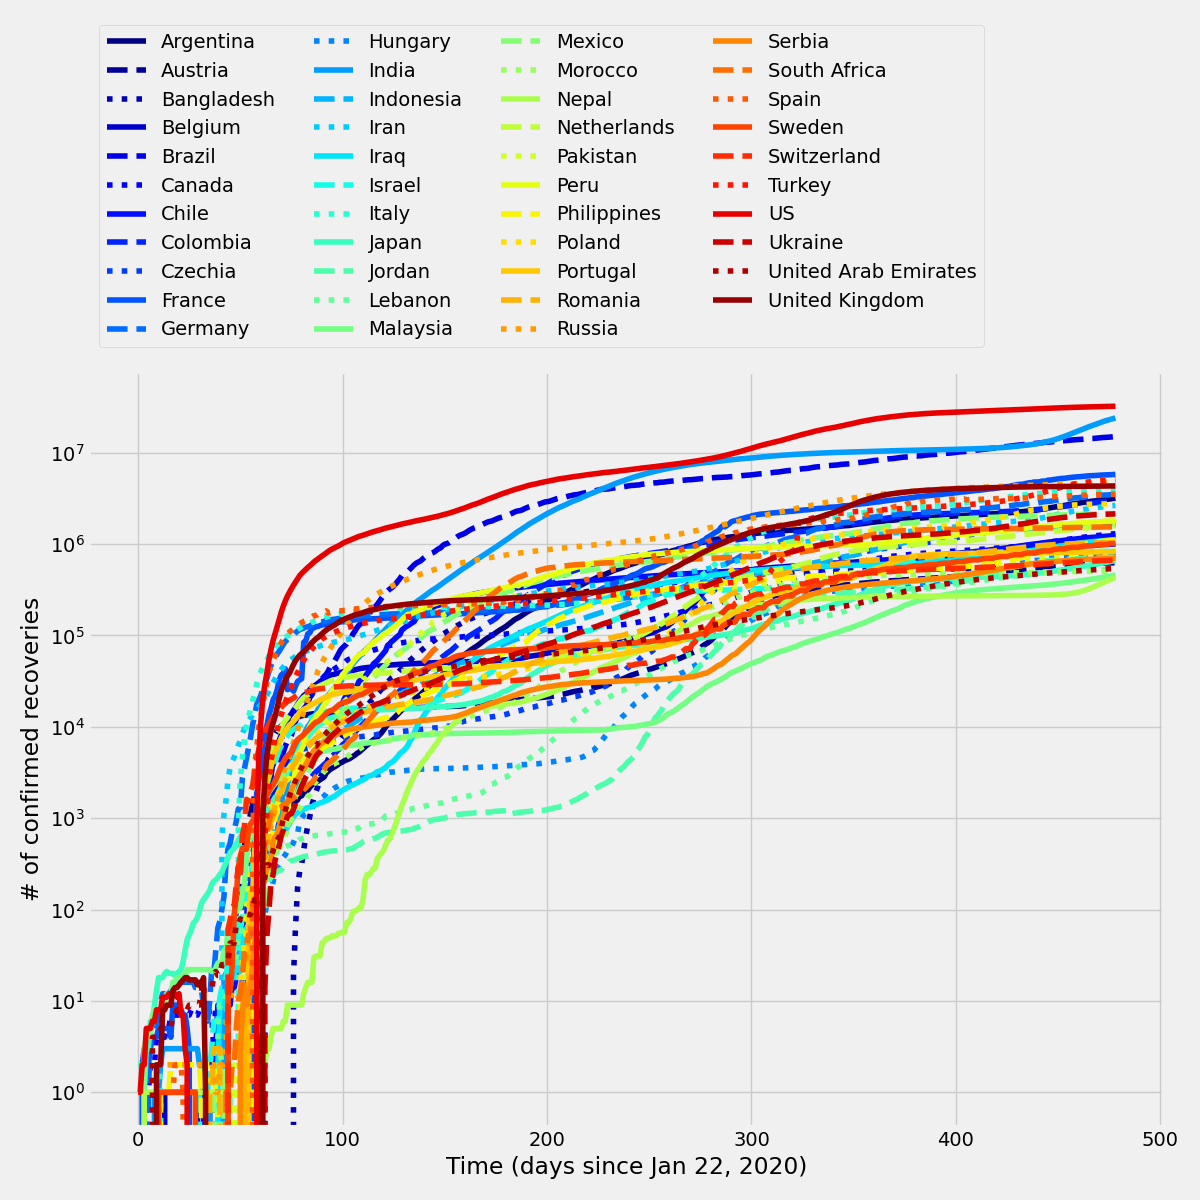 Argentina
Austria
Bangladesh
Belgium
Brazil
Canada
Chile
Colombia
Czechia
France
Germany
Hungary
India
Indonesia
Iran
Iraq
Israel
Italy
Japan
Jordan
Lebanon
Malaysia
Mexico
Morocco
Nepal
Netherlands
Pakistan
Peru
Philippines
Poland
Portugal
Romania
Russia
Serbia
South Africa
Spain
Sweden
Switzerland
Turkey
US
Ukraine
United Arab Emirates
United Kingdom
# of confirmed recoveries
10⁷
10⁶
10⁵
10⁴
10³
10²
10¹
10⁰
0 100 200 300 400 500
Time (days since Jan 22, 2020)